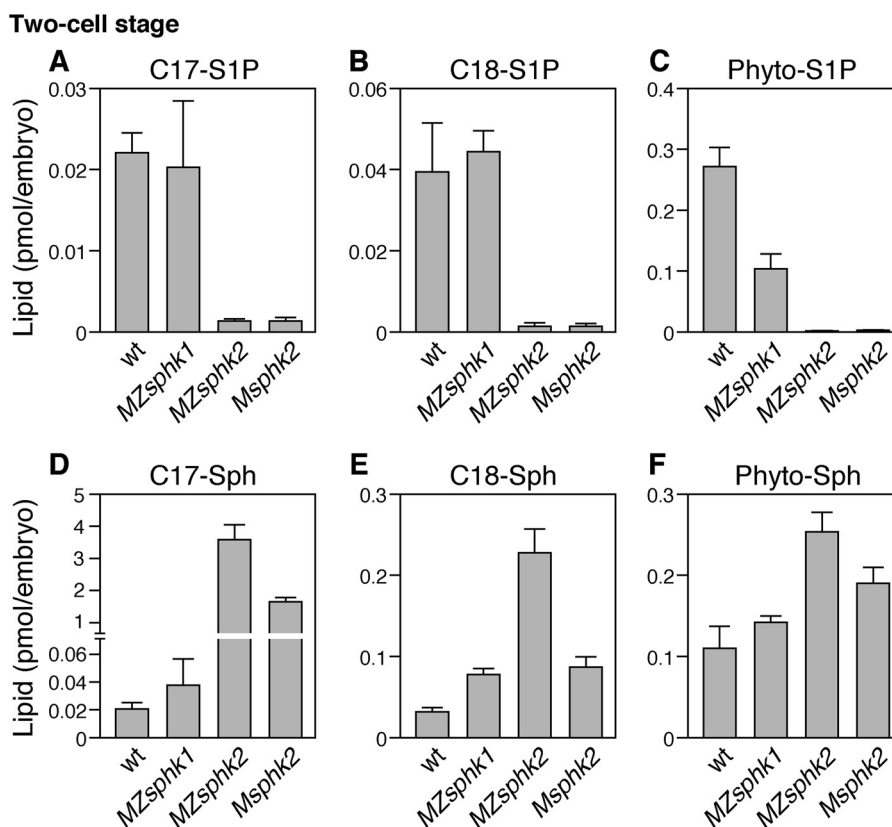 Two-cell stage
A C17-S1P
Lipid (pmol/embryo)
0.03
0.02
0.01
0
wt MZsphk1 MZsphk2 Msphk2
B C18-S1P
0.06
0.04
0.02
0
wt MZsphk1 MZsphk2 Msphk2
C Phyto-S1P
0.4
0.3
0.2
0.1
0
wt MZsphk1 MZsphk2 Msphk2
D C17-Sph
Lipid (pmol/embryo)
5
4
3
2
1
0.06
0.04
0.02
0
wt MZsphk1 MZsphk2 Msphk2
E C18-Sph
0.3
0.2
0.1
0
wt MZsphk1 MZsphk2 Msphk2
F Phyto-Sph
0.3
0.2
0.1
0
wt MZsphk1 MZsphk2 Msphk2